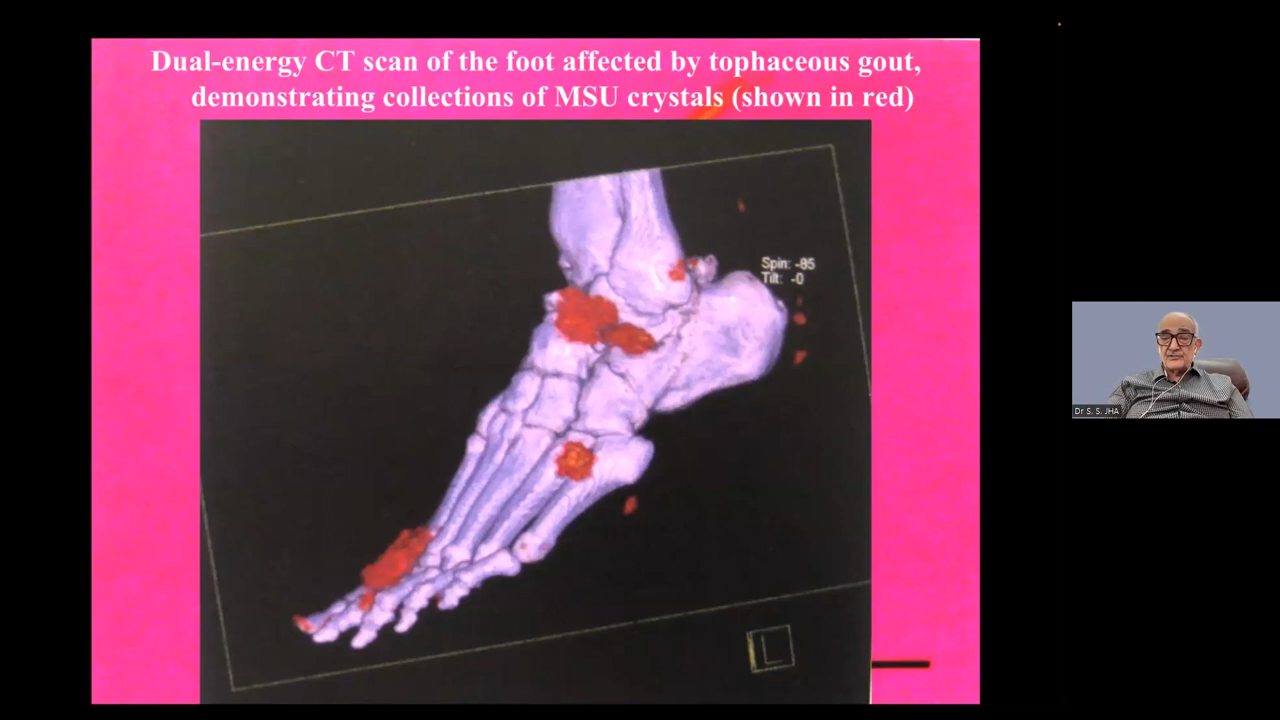 Dual-energy CT scan of the foot affected by tophaceous gout,
demonstrating collections of MSU crystals (shown in red)
Spin: -85
Tilt: -0
Dr S. S. JHA
L